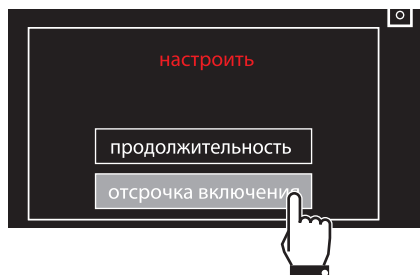 настроить
продолжительность
отсрочка включения